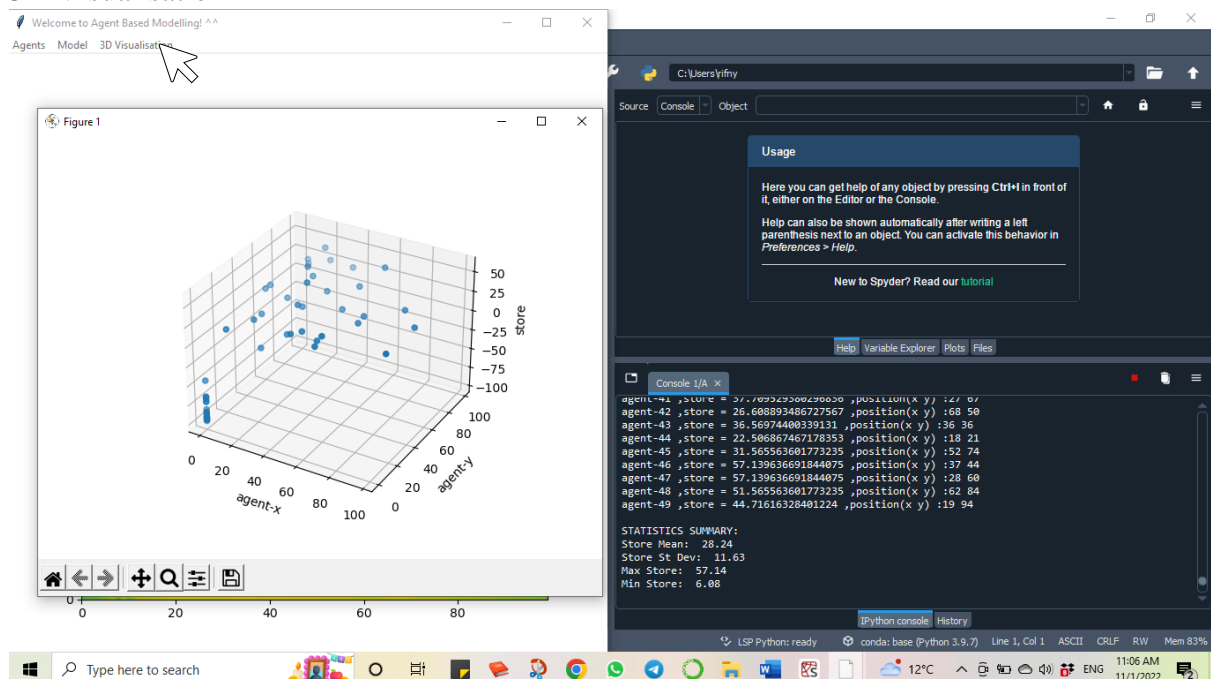 Welcome to Agent Based Modelling! ^^
Agents Model 3D Visualisation
Figure 1
50
25
0
−25
−50
−75
−100
store
0
20
40
60
80
100
agent-x
0
20
40
60
80
100
agent-y
0
0 20 40 60 80
C:\Users\rifny
Source Console Object
Usage
Here you can get help of any object by pressing Ctrl+I in front of
it, either on the Editor or the Console.
Help can also be shown automatically after writing a left
parenthesis next to an object. You can activate this behavior in
Preferences > Help.
New to Spyder? Read our tutorial
Help Variable Explorer Plots Files
Console 1/A ×
agent-41 ,store = 57.709529380296836 ,position(x y) :27 67
agent-42 ,store = 26.608893486727567 ,position(x y) :68 50
agent-43 ,store = 36.56974400339131 ,position(x y) :36 36
agent-44 ,store = 22.506867467178353 ,position(x y) :18 21
agent-45 ,store = 31.565563601773235 ,position(x y) :52 74
agent-46 ,store = 57.139636691844075 ,position(x y) :37 44
agent-47 ,store = 57.139636691844075 ,position(x y) :28 60
agent-48 ,store = 51.565563601773235 ,position(x y) :62 84
agent-49 ,store = 44.71616328401224 ,position(x y) :19 94
STATISTICS SUMMARY:
Store Mean: 28.24
Store St Dev: 11.63
Max Store: 57.14
Min Store: 6.08
IPython console History
LSP Python: ready conda: base (Python 3.9.7) Line 1, Col 1 ASCII CRLF RW Mem 83%
Type here to search
12°C
ENG
11:06 AM
11/1/2022
2